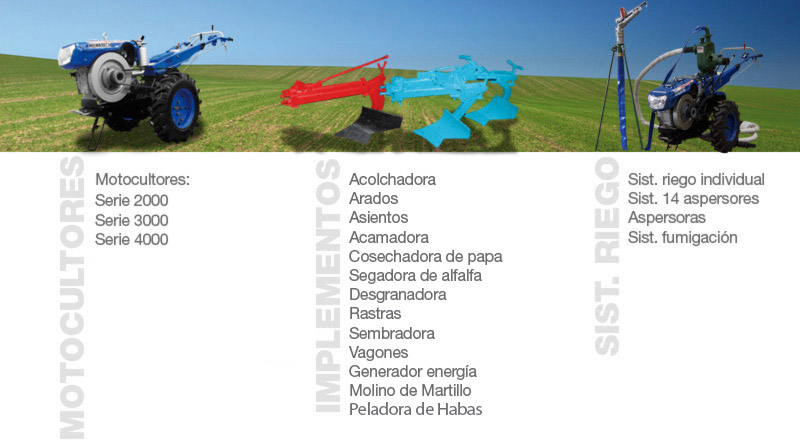 MOTOCULTORES
Motocultores:
Serie 2000
Serie 3000
Serie 4000
IMPLEMENTOS
Acolchadora
Arados
Asientos
Acamadora
Cosechadora de papa
Segadora de alfalfa
Desgranadora
Rastras
Sembradora
Vagones
Generador energía
Molino de Martillo
Peladora de Habas
SIST. RIEGO
Sist. riego individual
Sist. 14 aspersores
Aspersoras
Sist. fumigación